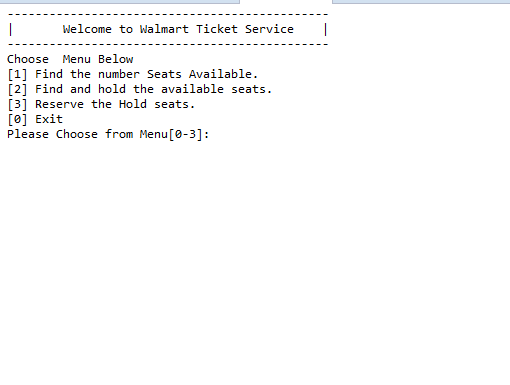 ----------------------------------------------
|       Welcome to Walmart Ticket Service    |
----------------------------------------------
Choose  Menu Below
[1] Find the number Seats Available.
[2] Find and hold the available seats.
[3] Reserve the Hold seats.
[0] Exit
Please Choose from Menu[0-3]: